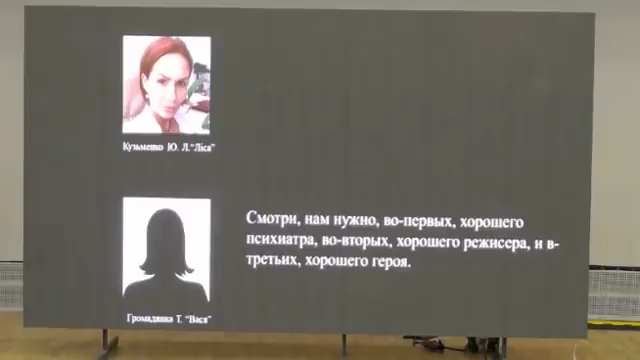 Кузьменко Ю. Л."Ліса"
Смотри, нам нужно, во-первых, хорошего
психиатра, во-вторых, хорошего режисера, и в-
третьих, хорошего героя.
Громадянка Т. "Вася"